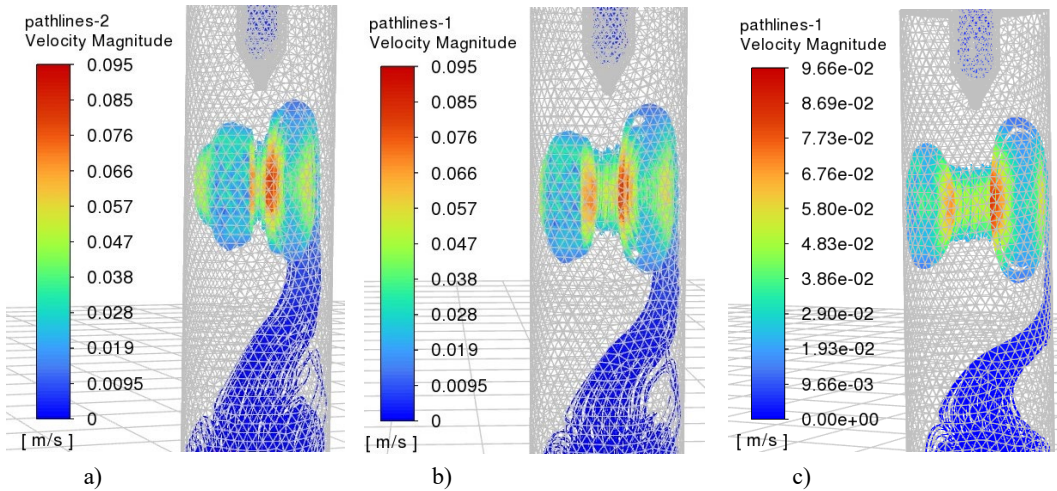 pathlines-2
Velocity Magnitude
0.095
0.085
0.076
0.066
0.057
0.047
0.038
0.028
0.019
0.0095
0
[ m/s ]
a)
pathlines-1
Velocity Magnitude
0.095
0.085
0.076
0.066
0.057
0.047
0.038
0.028
0.019
0.0095
0
[ m/s ]
b)
pathlines-1
Velocity Magnitude
9.66e-02
8.69e-02
7.73e-02
6.76e-02
5.80e-02
4.83e-02
3.86e-02
2.90e-02
1.93e-02
9.66e-03
0.00e+00
[ m/s ]
c)